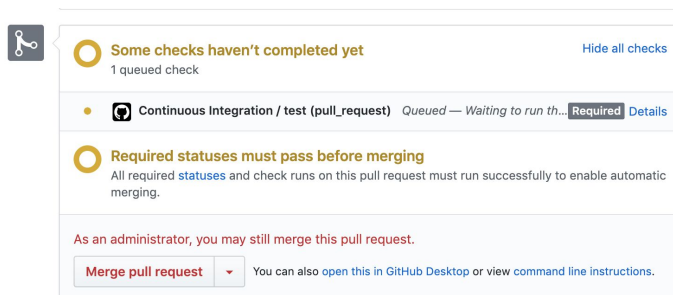 Some checks haven’t completed yet
Hide all checks
1 queued check
Continuous Integration / test (pull_request) Queued — Waiting to run th... Required Details
Required statuses must pass before merging
All required statuses and check runs on this pull request must run successfully to enable automatic
merging.
As an administrator, you may still merge this pull request.
Merge pull request You can also open this in GitHub Desktop or view command line instructions.